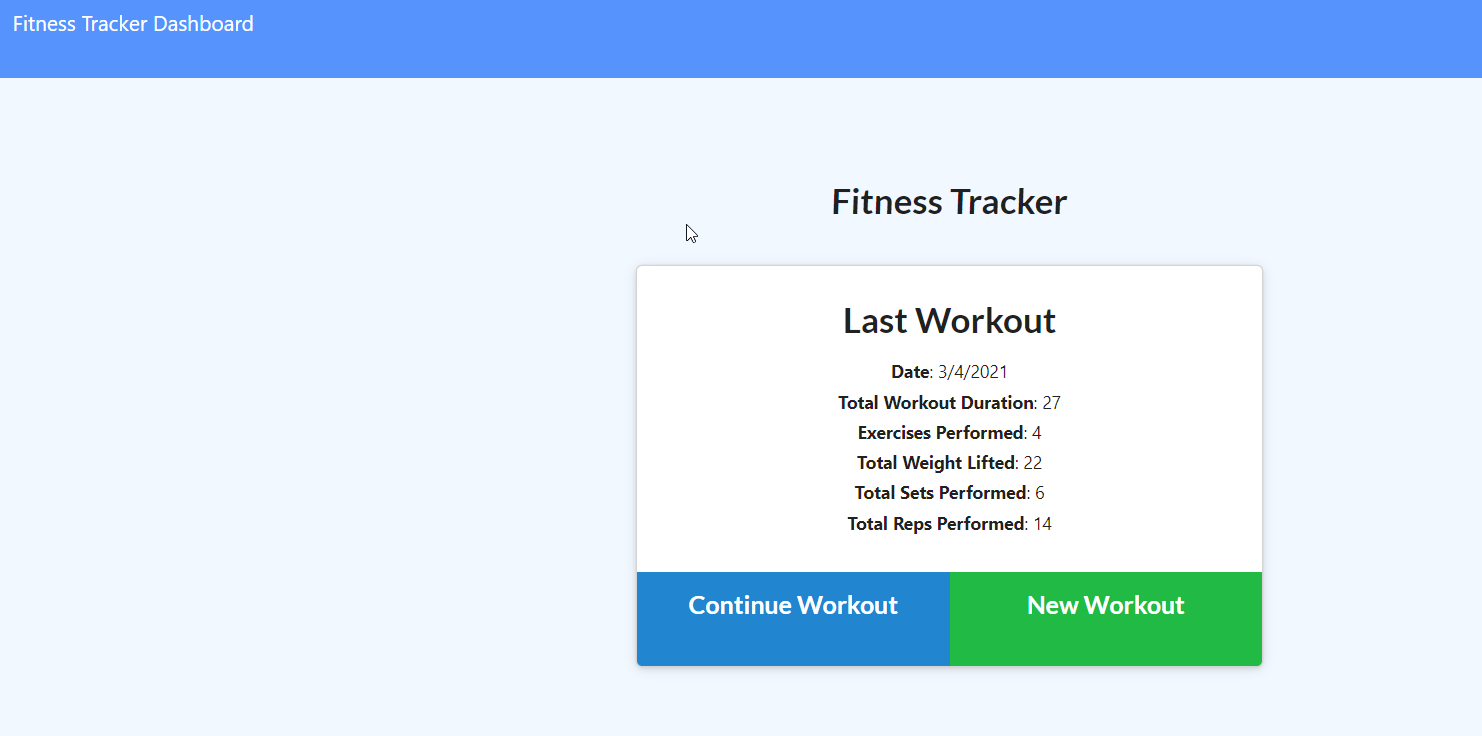 Fitness Tracker Dashboard
Fitness Tracker
Last Workout
Date: 3/4/2021
Total Workout Duration: 27
Exercises Performed: 4
Total Weight Lifted: 22
Total Sets Performed: 6
Total Reps Performed: 14
Continue Workout New Workout